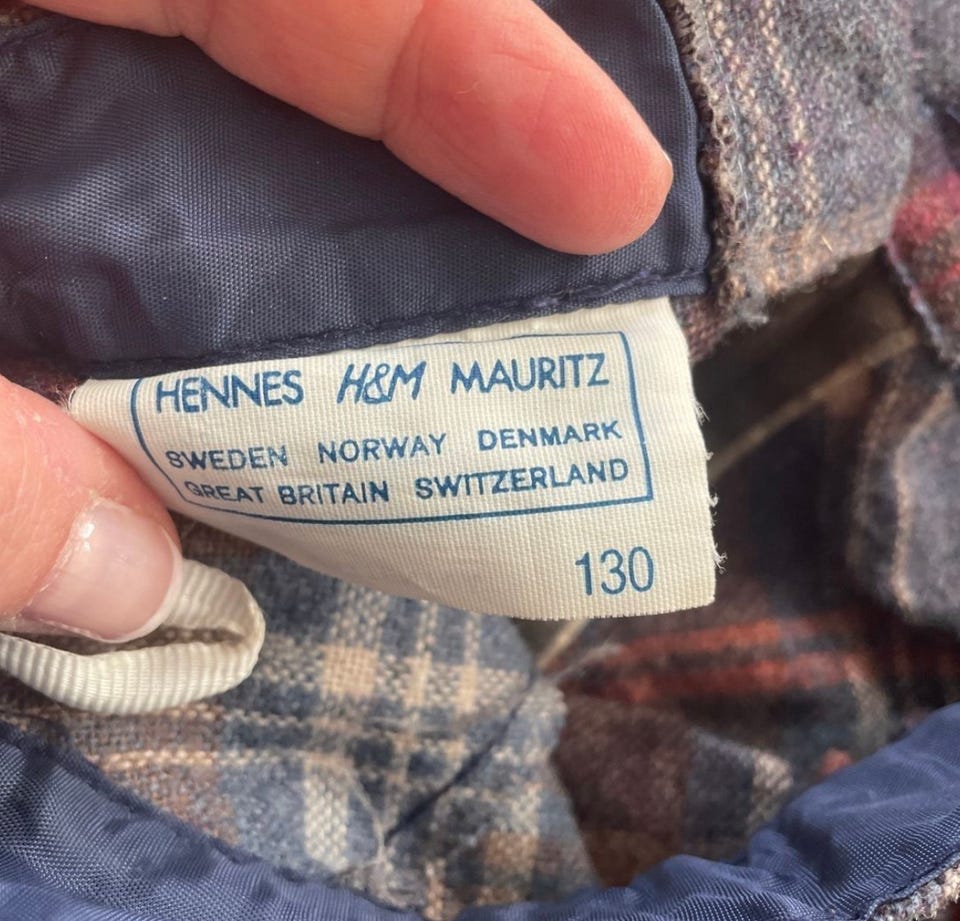 HENNES H&M MAURITZ
SWEDEN NORWAY DENMARK
GREAT BRITAIN SWITZERLAND
130